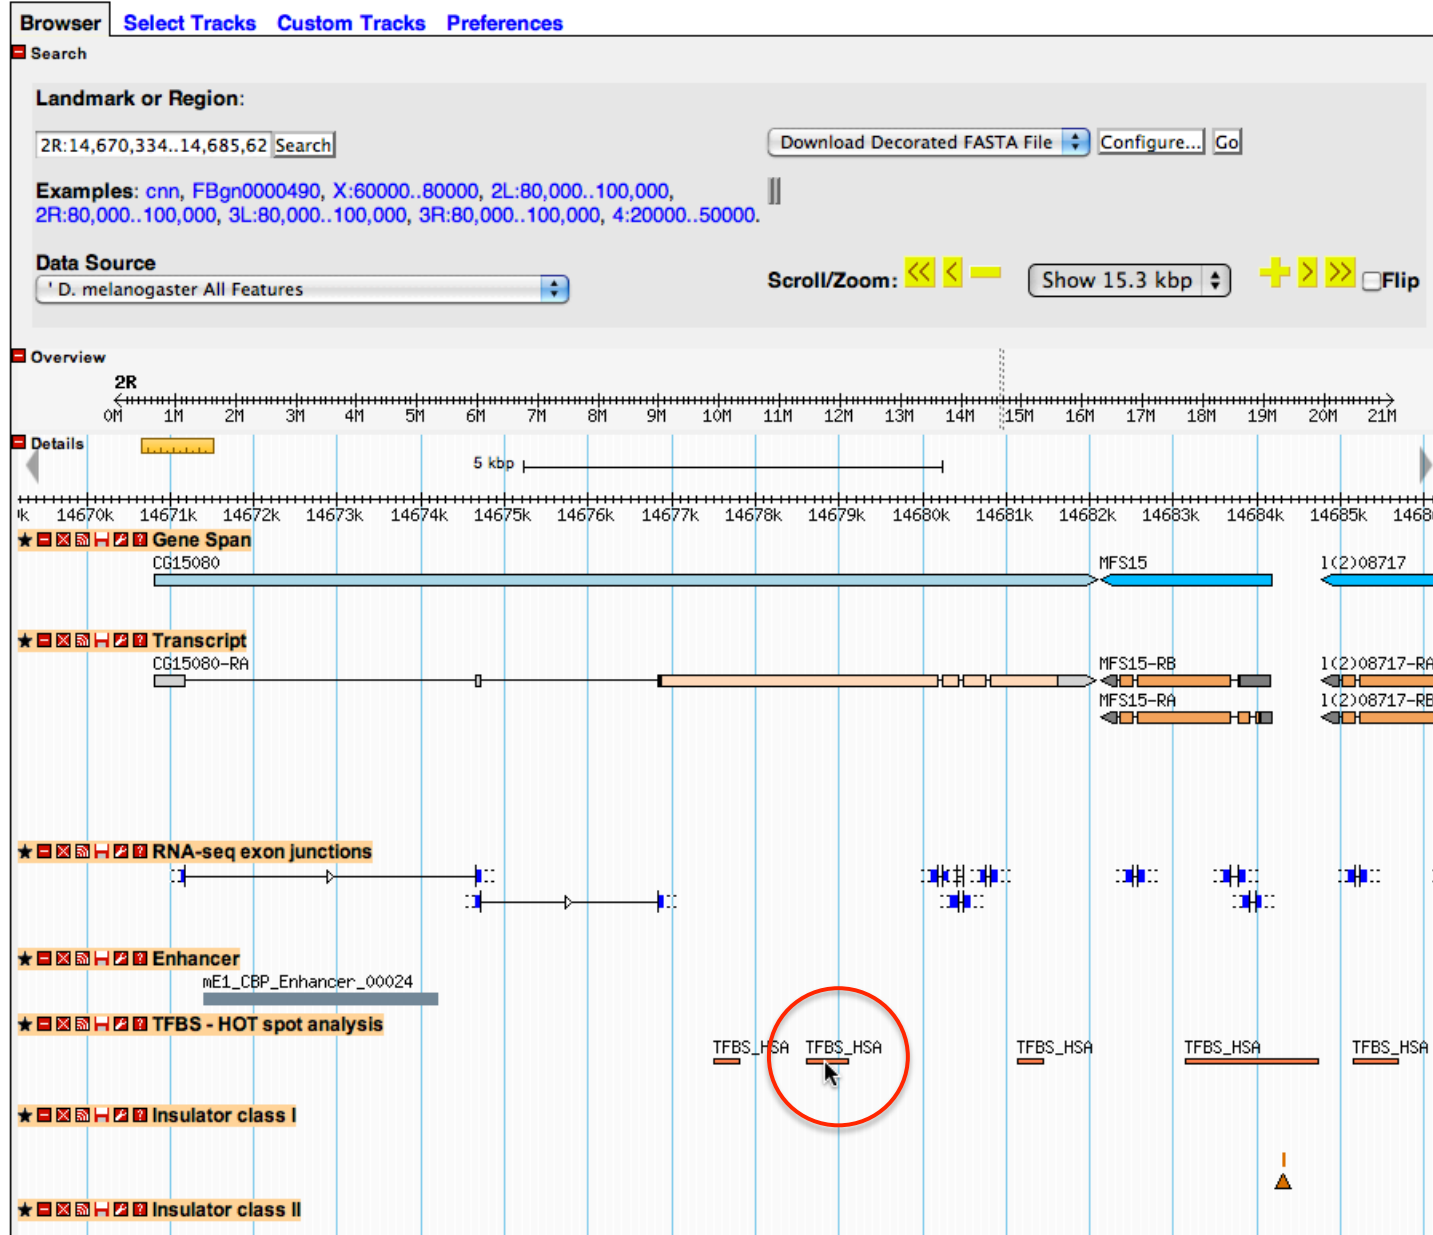 Browser Select Tracks Custom Tracks Preferences
Search
Landmark or Region:
2R:14,670,334..14,685,62 Search
Download Decorated FASTA File Configure... Go
Examples: cnn, FBgn0000490, X:60000..80000, 2L:80,000..100,000,
2R:80,000..100,000, 3L:80,000..100,000, 3R:80,000..100,000, 4:20000..50000.
Data Source
' D. melanogaster All Features
Scroll/Zoom: << < Show 15.3 kbp > >> Flip
Overview
2R
0M 1M 2M 3M 4M 5M 6M 7M 8M 9M 10M 11M 12M 13M 14M 15M 16M 17M 18M 19M 20M 21M
Details
5 kbp
k 14670k 14671k 14672k 14673k 14674k 14675k 14676k 14677k 14678k 14679k 14680k 14681k 14682k 14683k 14684k 14685k 1468
Gene Span
CG15080 MFS15 l(2)08717
Transcript
CG15080-RA MFS15-RB l(2)08717-RA
MFS15-RA l(2)08717-RB
RNA-seq exon junctions
Enhancer
mE1_CBP_Enhancer_00024
TFBS - HOT spot analysis
TFBS_HSA TFBS_HSA TFBS_HSA TFBS_HSA TFBS_HSA
Insulator class I
Insulator class II